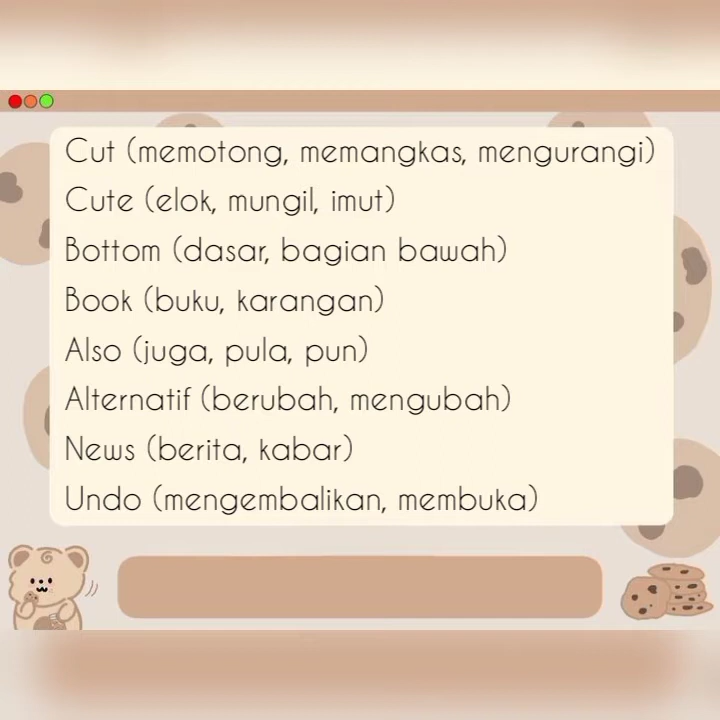 Cut (memotong, memangkas, mengurangi)
Cute (elok, mungil, imut)
Bottom (dasar, bagian bawah)
Book (buku, karangan)
Also (juga, pula, pun)
Alternatif (berubah, mengubah)
News (berita, kabar)
Undo (mengembalikan, membuka)